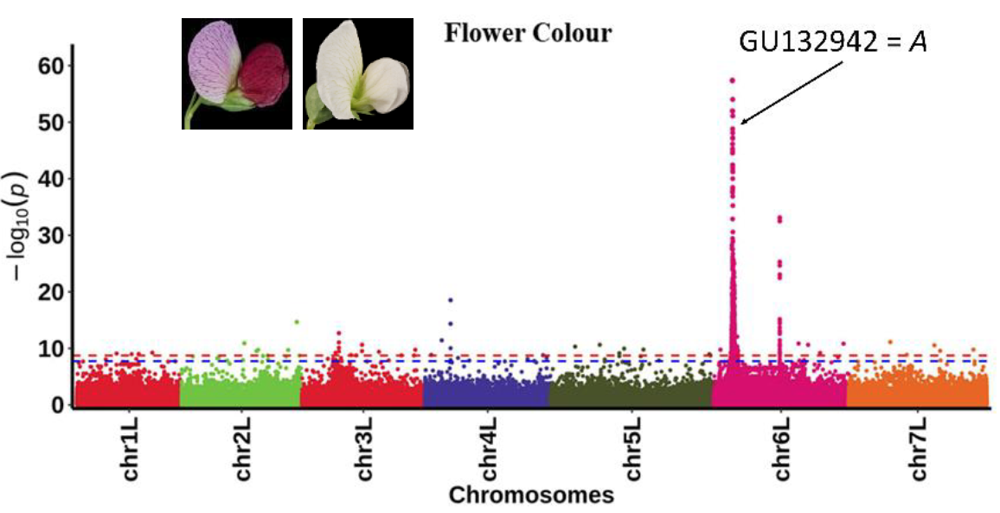 Flower Colour
GU132942 = A
60
50
40
30
20
10
0
− log10(p)
chr1L
chr2L
chr3L
chr4L
chr5L
chr6L
chr7L
Chromosomes